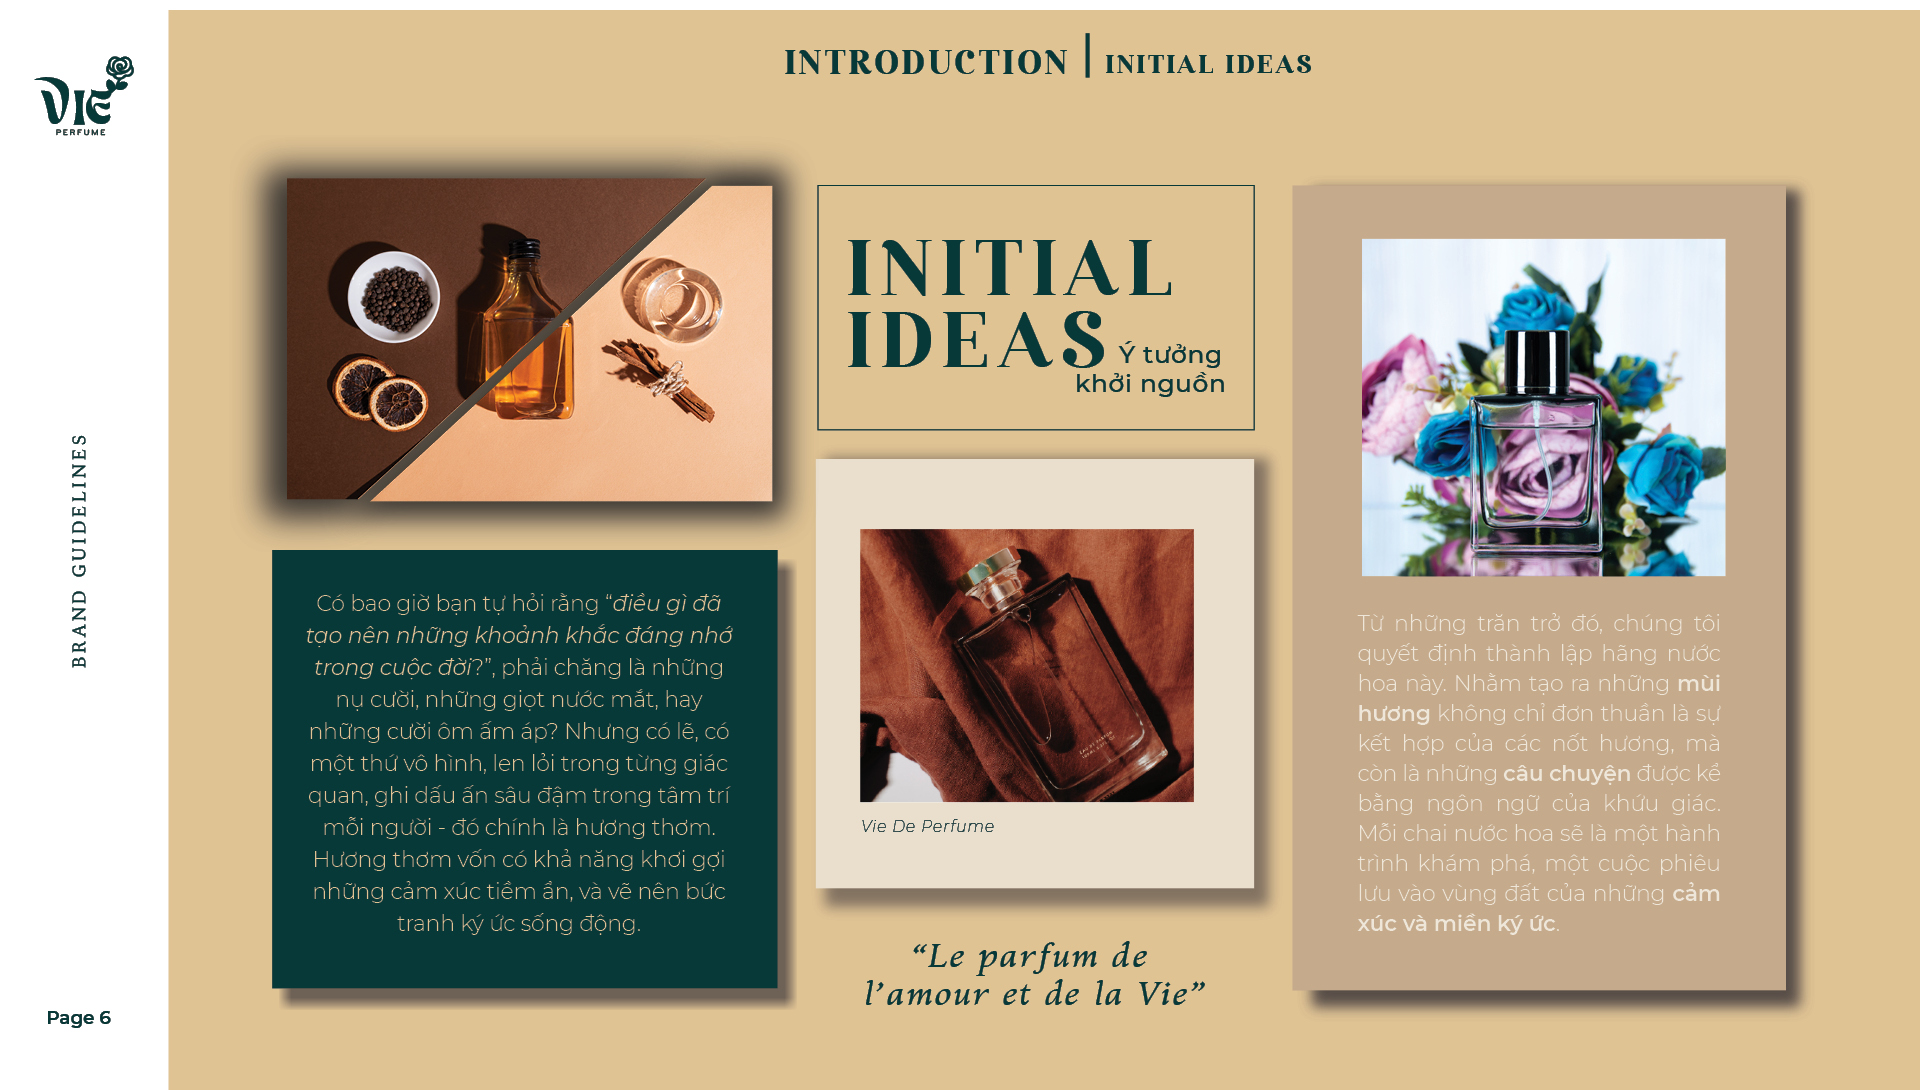 VIE
PERFUME
BRAND GUIDELINES
Page 6
INTRODUCTION | INITIAL IDEAS
Có bao giờ bạn tự hỏi rằng “điều gì đã
tạo nên những khoảnh khắc đáng nhớ
trong cuộc đời?”, phải chăng là những
nụ cười, những giọt nước mắt, hay
những cười ôm ấm áp? Nhưng có lẽ, có
một thứ vô hình, len lỏi trong từng giác
quan, ghi dấu ấn sâu đậm trong tâm trí
mỗi người - đó chính là hương thơm.
Hương thơm vốn có khả năng khơi gợi
những cảm xúc tiềm ẩn, và vẽ nên bức
tranh ký ức sống động.
INITIAL
IDEAS
Ý tưởng
khởi nguồn
Vie De Perfume
“Le parfum de
l’amour et de la Vie”
Từ những trăn trở đó, chúng tôi
quyết định thành lập hãng nước
hoa này. Nhằm tạo ra những mùi
hương không chỉ đơn thuần là sự
kết hợp của các nốt hương, mà
còn là những câu chuyện được kể
bằng ngôn ngữ của khứu giác.
Mỗi chai nước hoa sẽ là một hành
trình khám phá, một cuộc phiêu
lưu vào vùng đất của những cảm
xúc và miền ký ức.